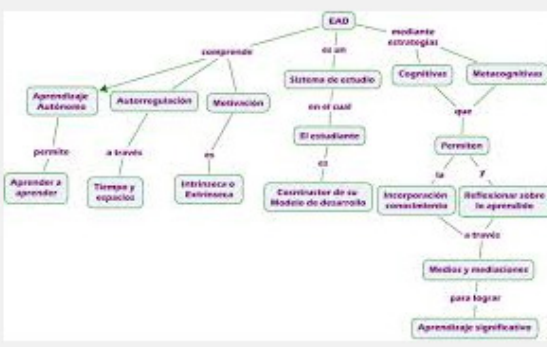 EAD
comprende
es un
mediante
estrategias
Aprendizaje
Autónomo
Autorregulación
Motivación
Sistema de estudio
Cognitivas
Metacognitivas
en el cual
que
permite
a través
es
El estudiante
Permiten
es
la
y
Aprender a
aprender
Tiempo y
espacios
Intrínseca o
Extrínseca
Constructor de su
Modelo de desarrollo
Incorporación
conocimiento
Reflexionar sobre
lo aprendido
a través
Medios y mediaciones
para lograr
Aprendizaje significativo